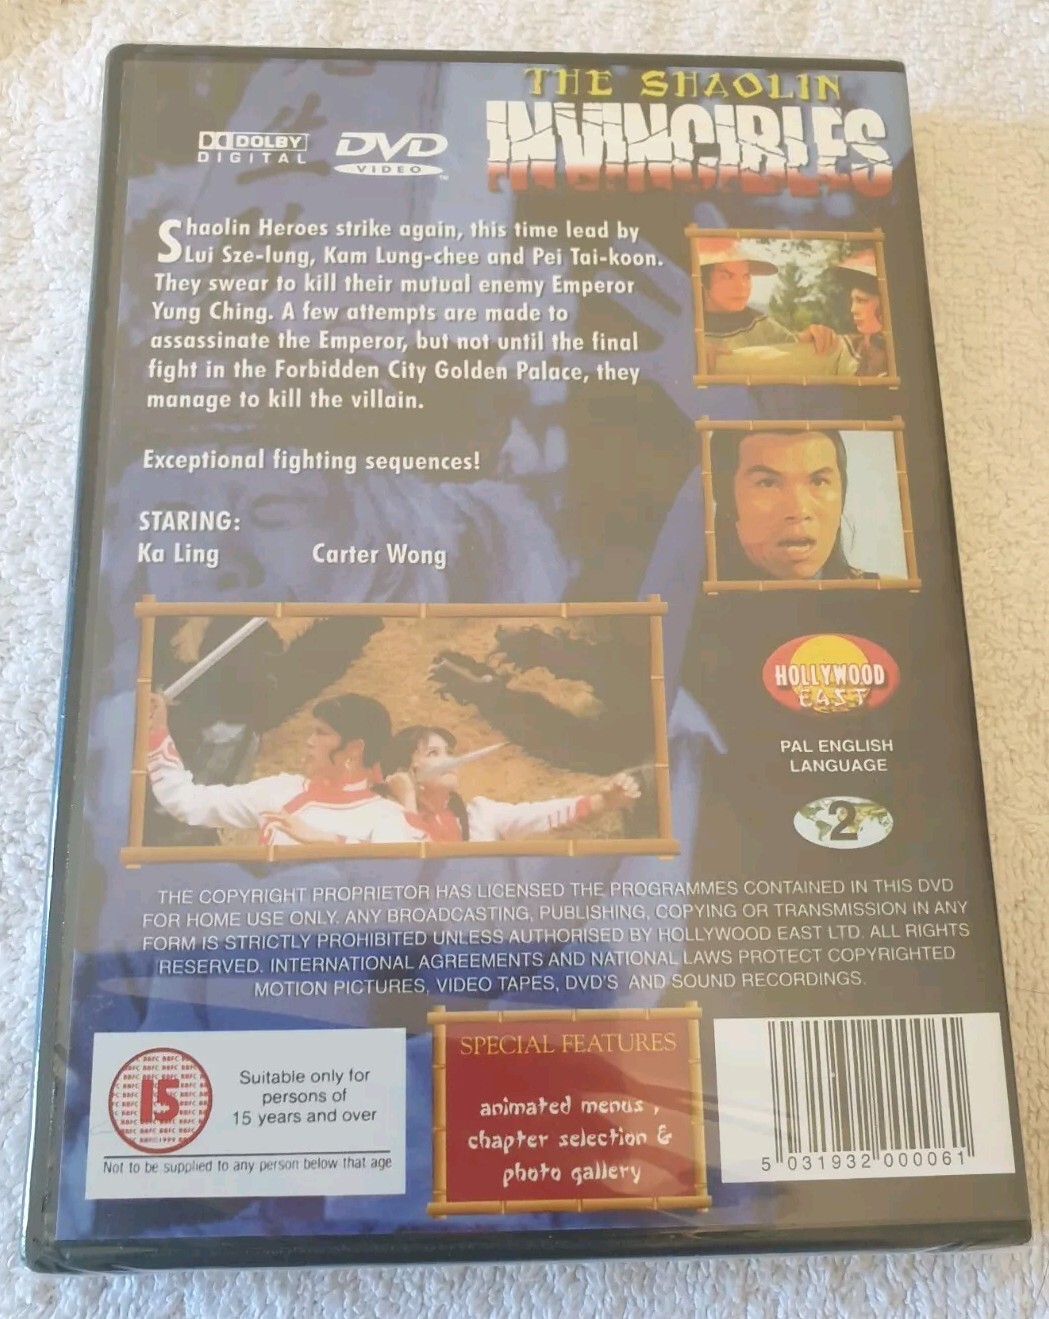 THE SHAOLIN
INVINCIBLES
DOLBY
DIGITAL
DVD
VIDEO
TM
Shaolin Heroes strike again, this time lead by
Lui Sze-lung, Kam Lung-chee and Pei Tai-koon.
They swear to kill their mutual enemy Emperor
Yung Ching. A few attempts are made to
assassinate the Emperor, but not until the final
fight in the Forbidden City Golden Palace, they
manage to kill the villain.
Exceptional fighting sequences!
STARING:
Ka Ling Carter Wong
HOLLYWOOD
EAST
PAL ENGLISH
LANGUAGE
2
THE COPYRIGHT PROPRIETOR HAS LICENSED THE PROGRAMMES CONTAINED IN THIS DVD
FOR HOME USE ONLY. ANY BROADCASTING, PUBLISHING, COPYING OR TRANSMISSION IN ANY
FORM IS STRICTLY PROHIBITED UNLESS AUTHORISED BY HOLLYWOOD EAST LTD. ALL RIGHTS
RESERVED. INTERNATIONAL AGREEMENTS AND NATIONAL LAWS PROTECT COPYRIGHTED
MOTION PICTURES, VIDEO TAPES, DVD'S AND SOUND RECORDINGS.
15
Suitable only for
persons of
15 years and over
Not to be supplied to any person below that age
SPECIAL FEATURES
animated menus ,
chapter selection &
photo gallery
5 031932 000061